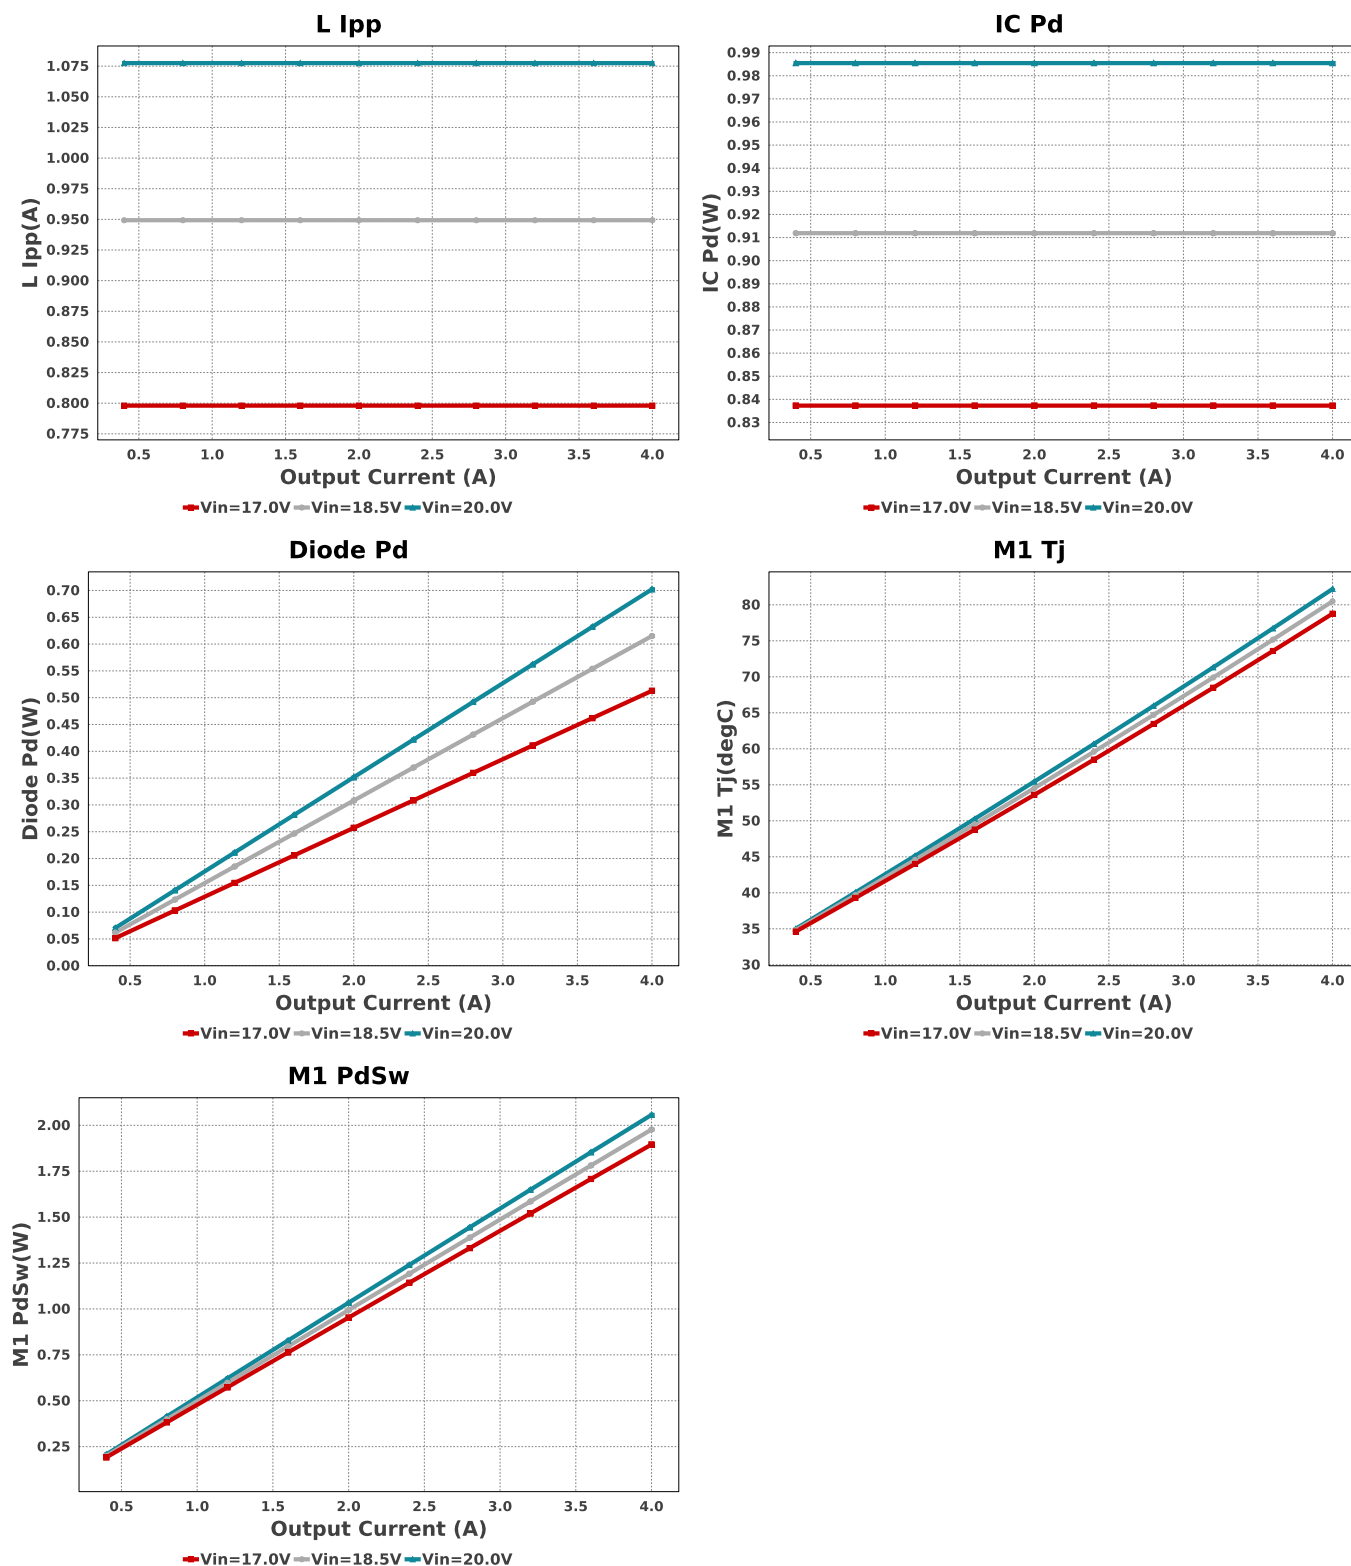 L Ipp
L Ipp(A)
1.075
1.050
1.025
1.000
0.975
0.950
0.925
0.900
0.875
0.850
0.825
0.800
0.775
0.5 1.0 1.5 2.0 2.5 3.0 3.5 4.0
Output Current (A)
Vin=17.0V Vin=18.5V Vin=20.0V
IC Pd
IC Pd(W)
0.99
0.98
0.97
0.96
0.95
0.94
0.93
0.92
0.91
0.90
0.89
0.88
0.87
0.86
0.85
0.84
0.83
0.5 1.0 1.5 2.0 2.5 3.0 3.5 4.0
Output Current (A)
Vin=17.0V Vin=18.5V Vin=20.0V
Diode Pd
Diode Pd(W)
0.70
0.65
0.60
0.55
0.50
0.45
0.40
0.35
0.30
0.25
0.20
0.15
0.10
0.05
0.00
0.5 1.0 1.5 2.0 2.5 3.0 3.5 4.0
Output Current (A)
Vin=17.0V Vin=18.5V Vin=20.0V
M1 Tj
M1 Tj(degC)
80
75
70
65
60
55
50
45
40
35
30
0.5 1.0 1.5 2.0 2.5 3.0 3.5 4.0
Output Current (A)
Vin=17.0V Vin=18.5V Vin=20.0V
M1 PdSw
M1 PdSw(W)
2.00
1.75
1.50
1.25
1.00
0.75
0.50
0.25
0.5 1.0 1.5 2.0 2.5 3.0 3.5 4.0
Output Current (A)
Vin=17.0V Vin=18.5V Vin=20.0V